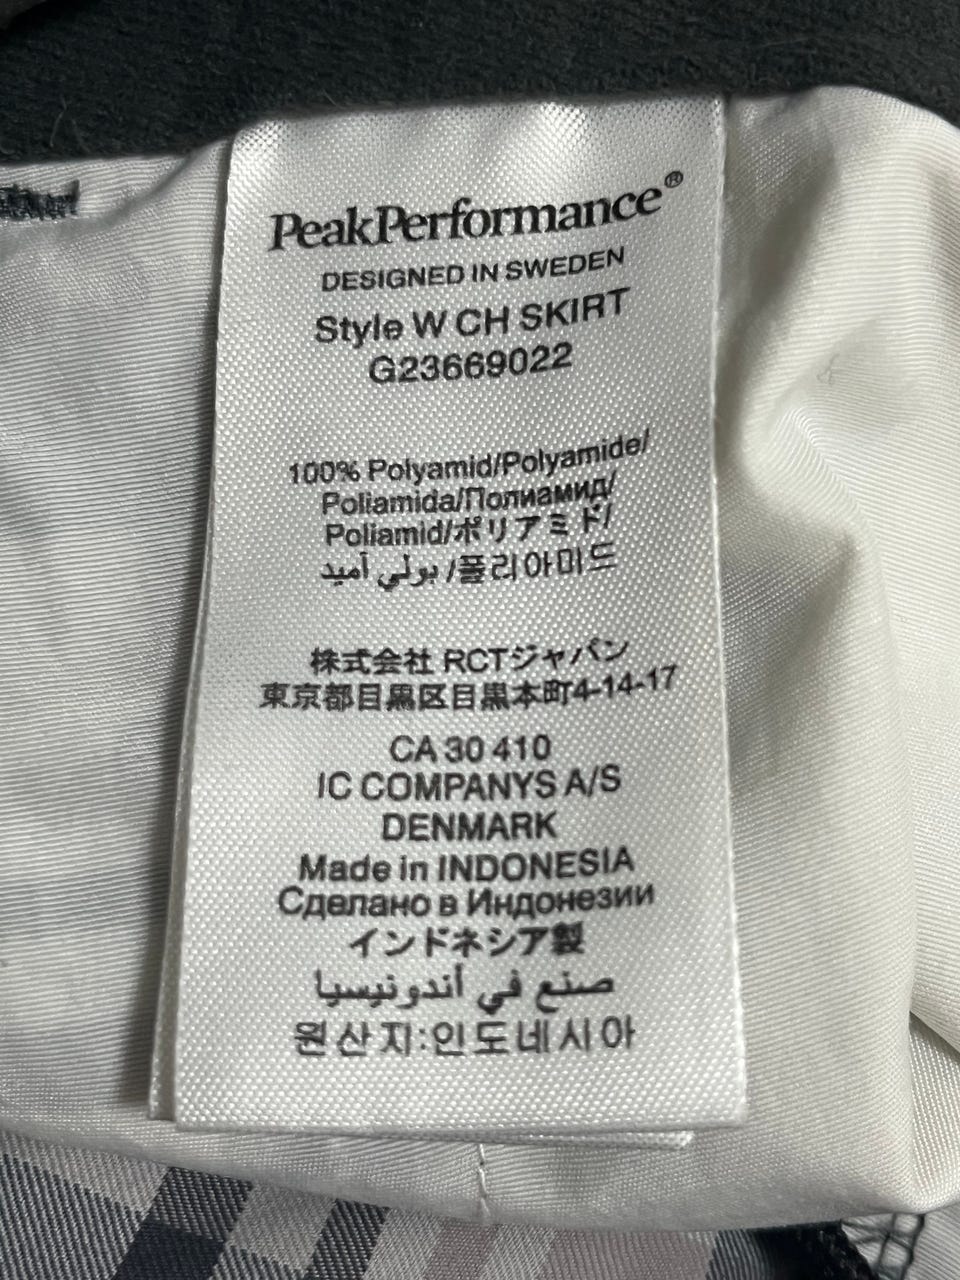 PeakPerformance®
DESIGNED IN SWEDEN
Style W CH SKIRT
G23669022
100% Polyamid/Polyamide/
Poliamida/Полиамид/
Poliamid/ポリアミド/
بولي أميد/폴리아미드
株式会社 RCTジャパン
東京都目黒区目黒本町4-14-17
CA 30 410
IC COMPANYS A/S
DENMARK
Made in INDONESIA
Сделано в Индонезии
インドネシア製
صنع في أندونيسيا
원산지:인도네시아